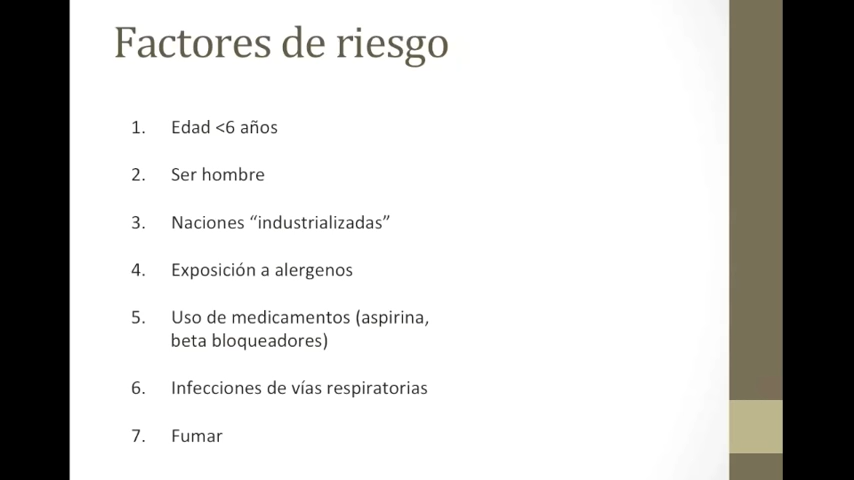 Factores de riesgo
1. Edad <6 años
2. Ser hombre
3. Naciones “industrializadas”
4. Exposición a alergenos
5. Uso de medicamentos (aspirina,
beta bloqueadores)
6. Infecciones de vías respiratorias
7. Fumar